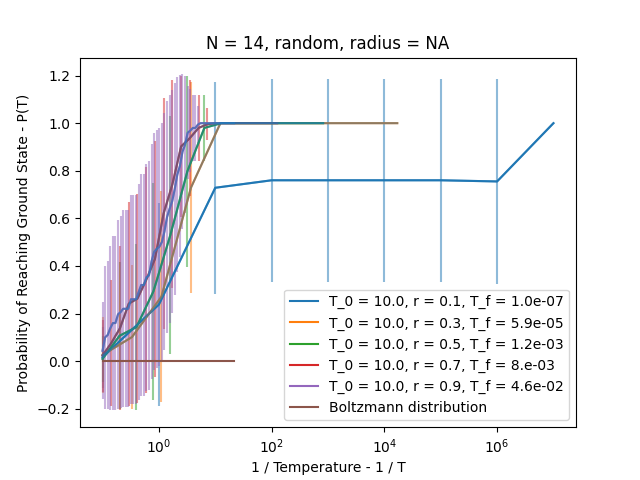 N = 14, random, radius = NA
Probability of Reaching Ground State - P(T)
1.2
1.0
0.8
0.6
0.4
0.2
0.0
−0.2
T_0 = 10.0, r = 0.1, T_f = 1.0e-07
T_0 = 10.0, r = 0.3, T_f = 5.9e-05
T_0 = 10.0, r = 0.5, T_f = 1.2e-03
T_0 = 10.0, r = 0.7, T_f = 8.e-03
T_0 = 10.0, r = 0.9, T_f = 4.6e-02
Boltzmann distribution
10⁰ 10² 10⁴ 10⁶
1 / Temperature - 1 / T